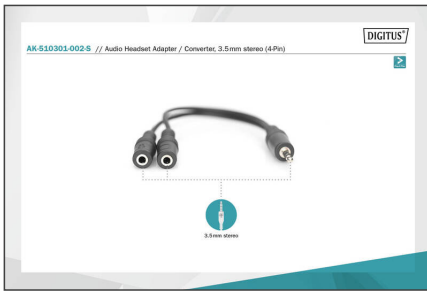 DIGITUS®
AK-510301-002-S // Audio Headset Adapter / Converter, 3.5mm stereo (4-Pin)
3.5mm stereo